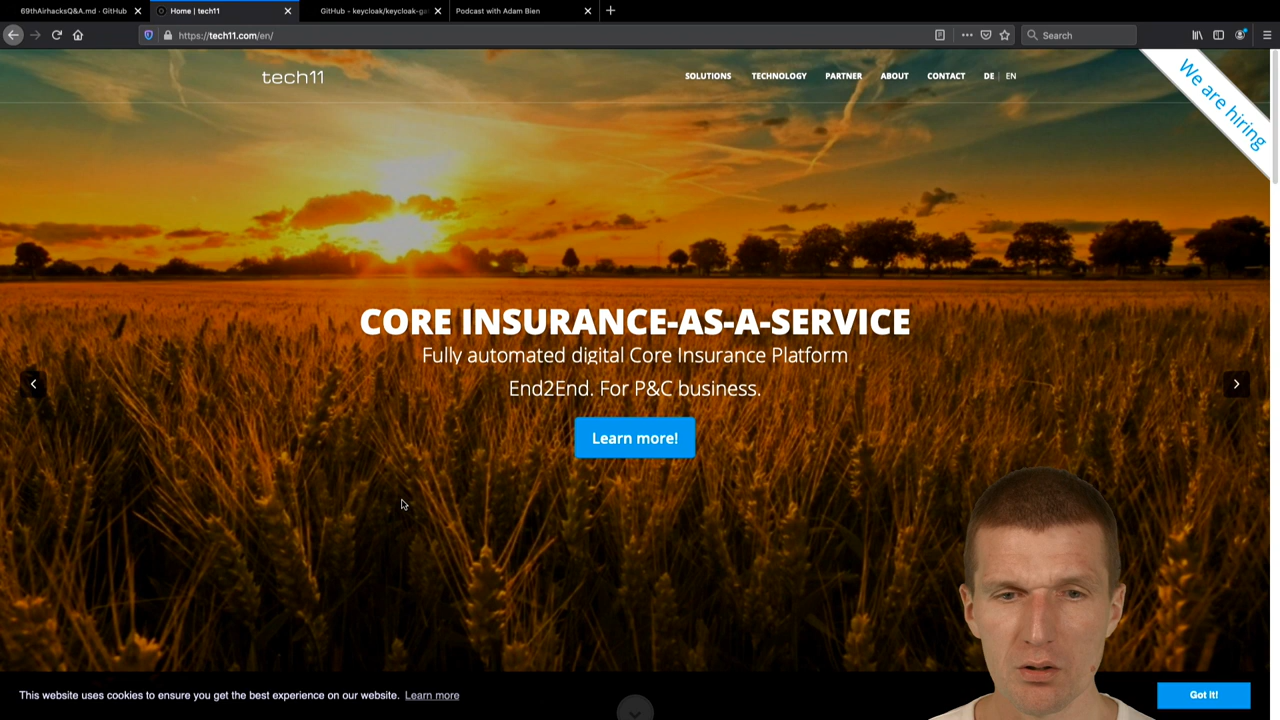 69thAirhacksQ&A.md · GitHub
Home | tech11
GitHub - keycloak/keycloak-ga
Podcast with Adam Bien
https://tech11.com/en/
Search
tech11
SOLUTIONS
TECHNOLOGY
PARTNER
ABOUT
CONTACT
DE | EN
We are hiring
CORE INSURANCE-AS-A-SERVICE
Fully automated digital Core Insurance Platform
End2End. For P&C business.
Learn more!
This website uses cookies to ensure you get the best experience on our website. Learn more
Got it!